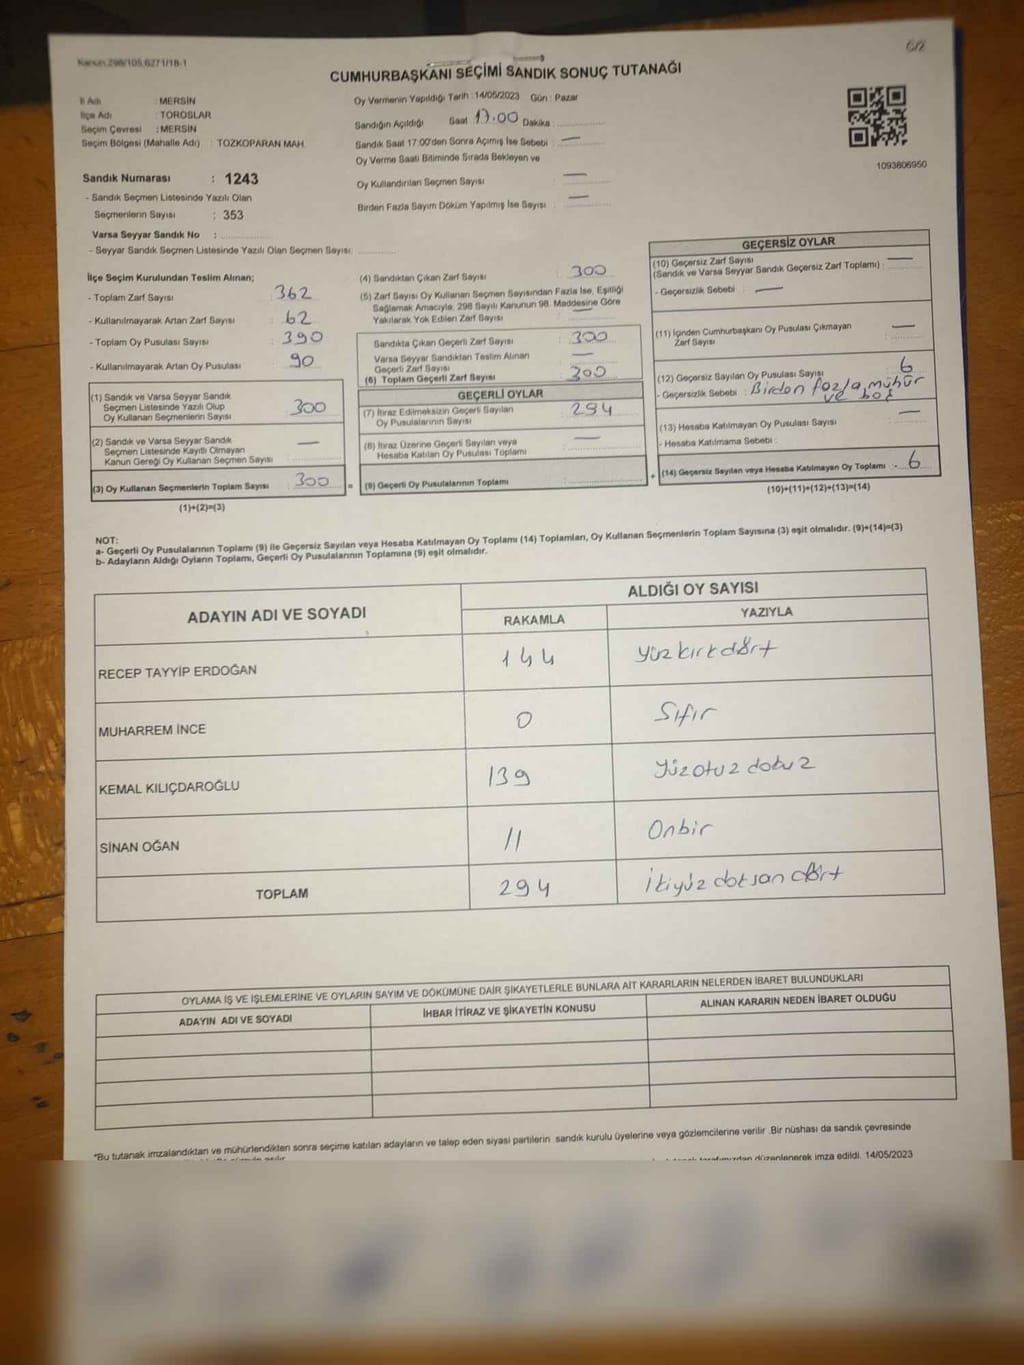 Kanun 298/105,6271/18-1
6/2
CUMHURBAŞKANI SEÇİMİ SANDIK SONUÇ TUTANAĞI
İl Adı : MERSİN
İlçe Adı : TOROSLAR
Seçim Çevresi : MERSİN
Seçim Bölgesi (Mahalle Adı) : TOZKOPARAN MAH.
Sandık Numarası : 1243
- Sandık Seçmen Listesinde Yazılı Olan
Seçmenlerin Sayısı : 353
Varsa Seyyar Sandık No :
- Seyyar Sandık Seçmen Listesinde Yazılı Olan Seçmen Sayısı:
Oy Vermenin Yapıldığı Tarih : 14/05/2023 Gün : Pazar
Sandığın Açıldığı Saat 17.00 Dakika :
Sandık Saat 17:00'den Sonra Açımış İse Sebebi : —
Oy Verme Saati Bitiminde Sırada Bekleyen ve
Oy Kullandırılan Seçmen Sayısı : —
Birden Fazla Sayım Döküm Yapılmış İse Sayısı : —
1093806950
İlçe Seçim Kurulundan Teslim Alınan;
- Toplam Zarf Sayısı : 362
- Kullanılmayarak Artan Zarf Sayısı : 62
- Toplam Oy Pusulası Sayısı : 390
- Kullanılmayarak Artan Oy Pusulası : 90
(1) Sandık ve Varsa Seyyar Sandık
Seçmen Listesinde Yazılı Olup
Oy Kullanan Seçmenlerin Sayısı : 300
(2) Sandık ve Varsa Seyyar Sandık
Seçmen Listesinde Kayıtlı Olmayan
Kanun Gereği Oy Kullanan Seçmen Sayısı : —
(3) Oy Kullanan Seçmenlerin Toplam Sayısı : 300 =
(1)+(2)=(3)
(4) Sandıktan Çıkan Zarf Sayısı : 300
(5) Zarf Sayısı Oy Kullanan Seçmen Sayısından Fazla İse, Eşitliği
Sağlamak Amacıyla, 298 Sayılı Kanunun 98. Maddesine Göre
Yakılarak Yok Edilen Zarf Sayısı : —
Sandıkta Çıkan Geçerli Zarf Sayısı : 300
Varsa Seyyar Sandıktan Teslim Alınan
Geçerli Zarf Sayısı : —
(6) Toplam Geçerli Zarf Sayısı : 300
GEÇERLİ OYLAR
(7) İtiraz Edilmeksizin Geçerli Sayılan
Oy Pusulalarının Sayısı : 294
(8) İtiraz Üzerine Geçerli Sayılan veya
Hesaba Katılan Oy Pusulası Toplamı : —
(9) Geçerli Oy Pusulalarının Toplamı : +
GEÇERSİZ OYLAR
(10) Geçersiz Zarf Sayısı
(Sandık ve Varsa Seyyar Sandık Geçersiz Zarf Toplamı) : —
- Geçersizlik Sebebi : —
(11) İçinden Cumhurbaşkanı Oy Pusulası Çıkmayan
Zarf Sayısı : —
(12) Geçersiz Sayılan Oy Pusulası Sayısı : 6
- Geçersizlik Sebebi : Birden fazla mühür
ve boş
(13) Hesaba Katılmayan Oy Pusulası Sayısı : —
- Hesaba Katılmama Sebebi :
(14) Geçersiz Sayılan veya Hesaba Katılmayan Oy Toplamı : 6
(10)+(11)+(12)+(13)=(14)
NOT:
a- Geçerli Oy Pusulalarının Toplamı (9) ile Geçersiz Sayılan veya Hesaba Katılmayan Oy Toplamı (14) Toplamları, Oy Kullanan Seçmenlerin Toplam Sayısına (3) eşit olmalıdır. (9)+(14)=(3)
b- Adayların Aldığı Oyların Toplamı, Geçerli Oy Pusulalarının Toplamına (9) eşit olmalıdır.
ADAYIN ADI VE SOYADI
ALDIĞI OY SAYISI
RAKAMLA YAZIYLA
RECEP TAYYİP ERDOĞAN 144 yüzkırkdört
MUHARREM İNCE 0 Sıfır
KEMAL KILIÇDAROĞLU 139 yüzotuzdokuz
SİNAN OĞAN 11 Onbir
TOPLAM 294 ikiyüzdoksandört
OYLAMA İŞ VE İŞLEMLERİNE VE OYLARIN SAYIM VE DÖKÜMÜNE DAİR ŞİKAYETLERLE BUNLARA AİT KARARLARIN NELERDEN İBARET BULUNDUKLARI
ADAYIN ADI VE SOYADI İHBAR İTİRAZ VE ŞİKAYETİN KONUSU ALINAN KARARIN NEDEN İBARET OLDUĞU
*Bu tutanak imzalandıktan ve mühürlendikten sonra seçime katılan adayların ve talep eden siyasi partilerin sandık kurulu üyelerine veya gözlemcilerine verilir .Bir nüshası da sandık çevresinde
düzenlenerek imza edildi. 14/05/2023